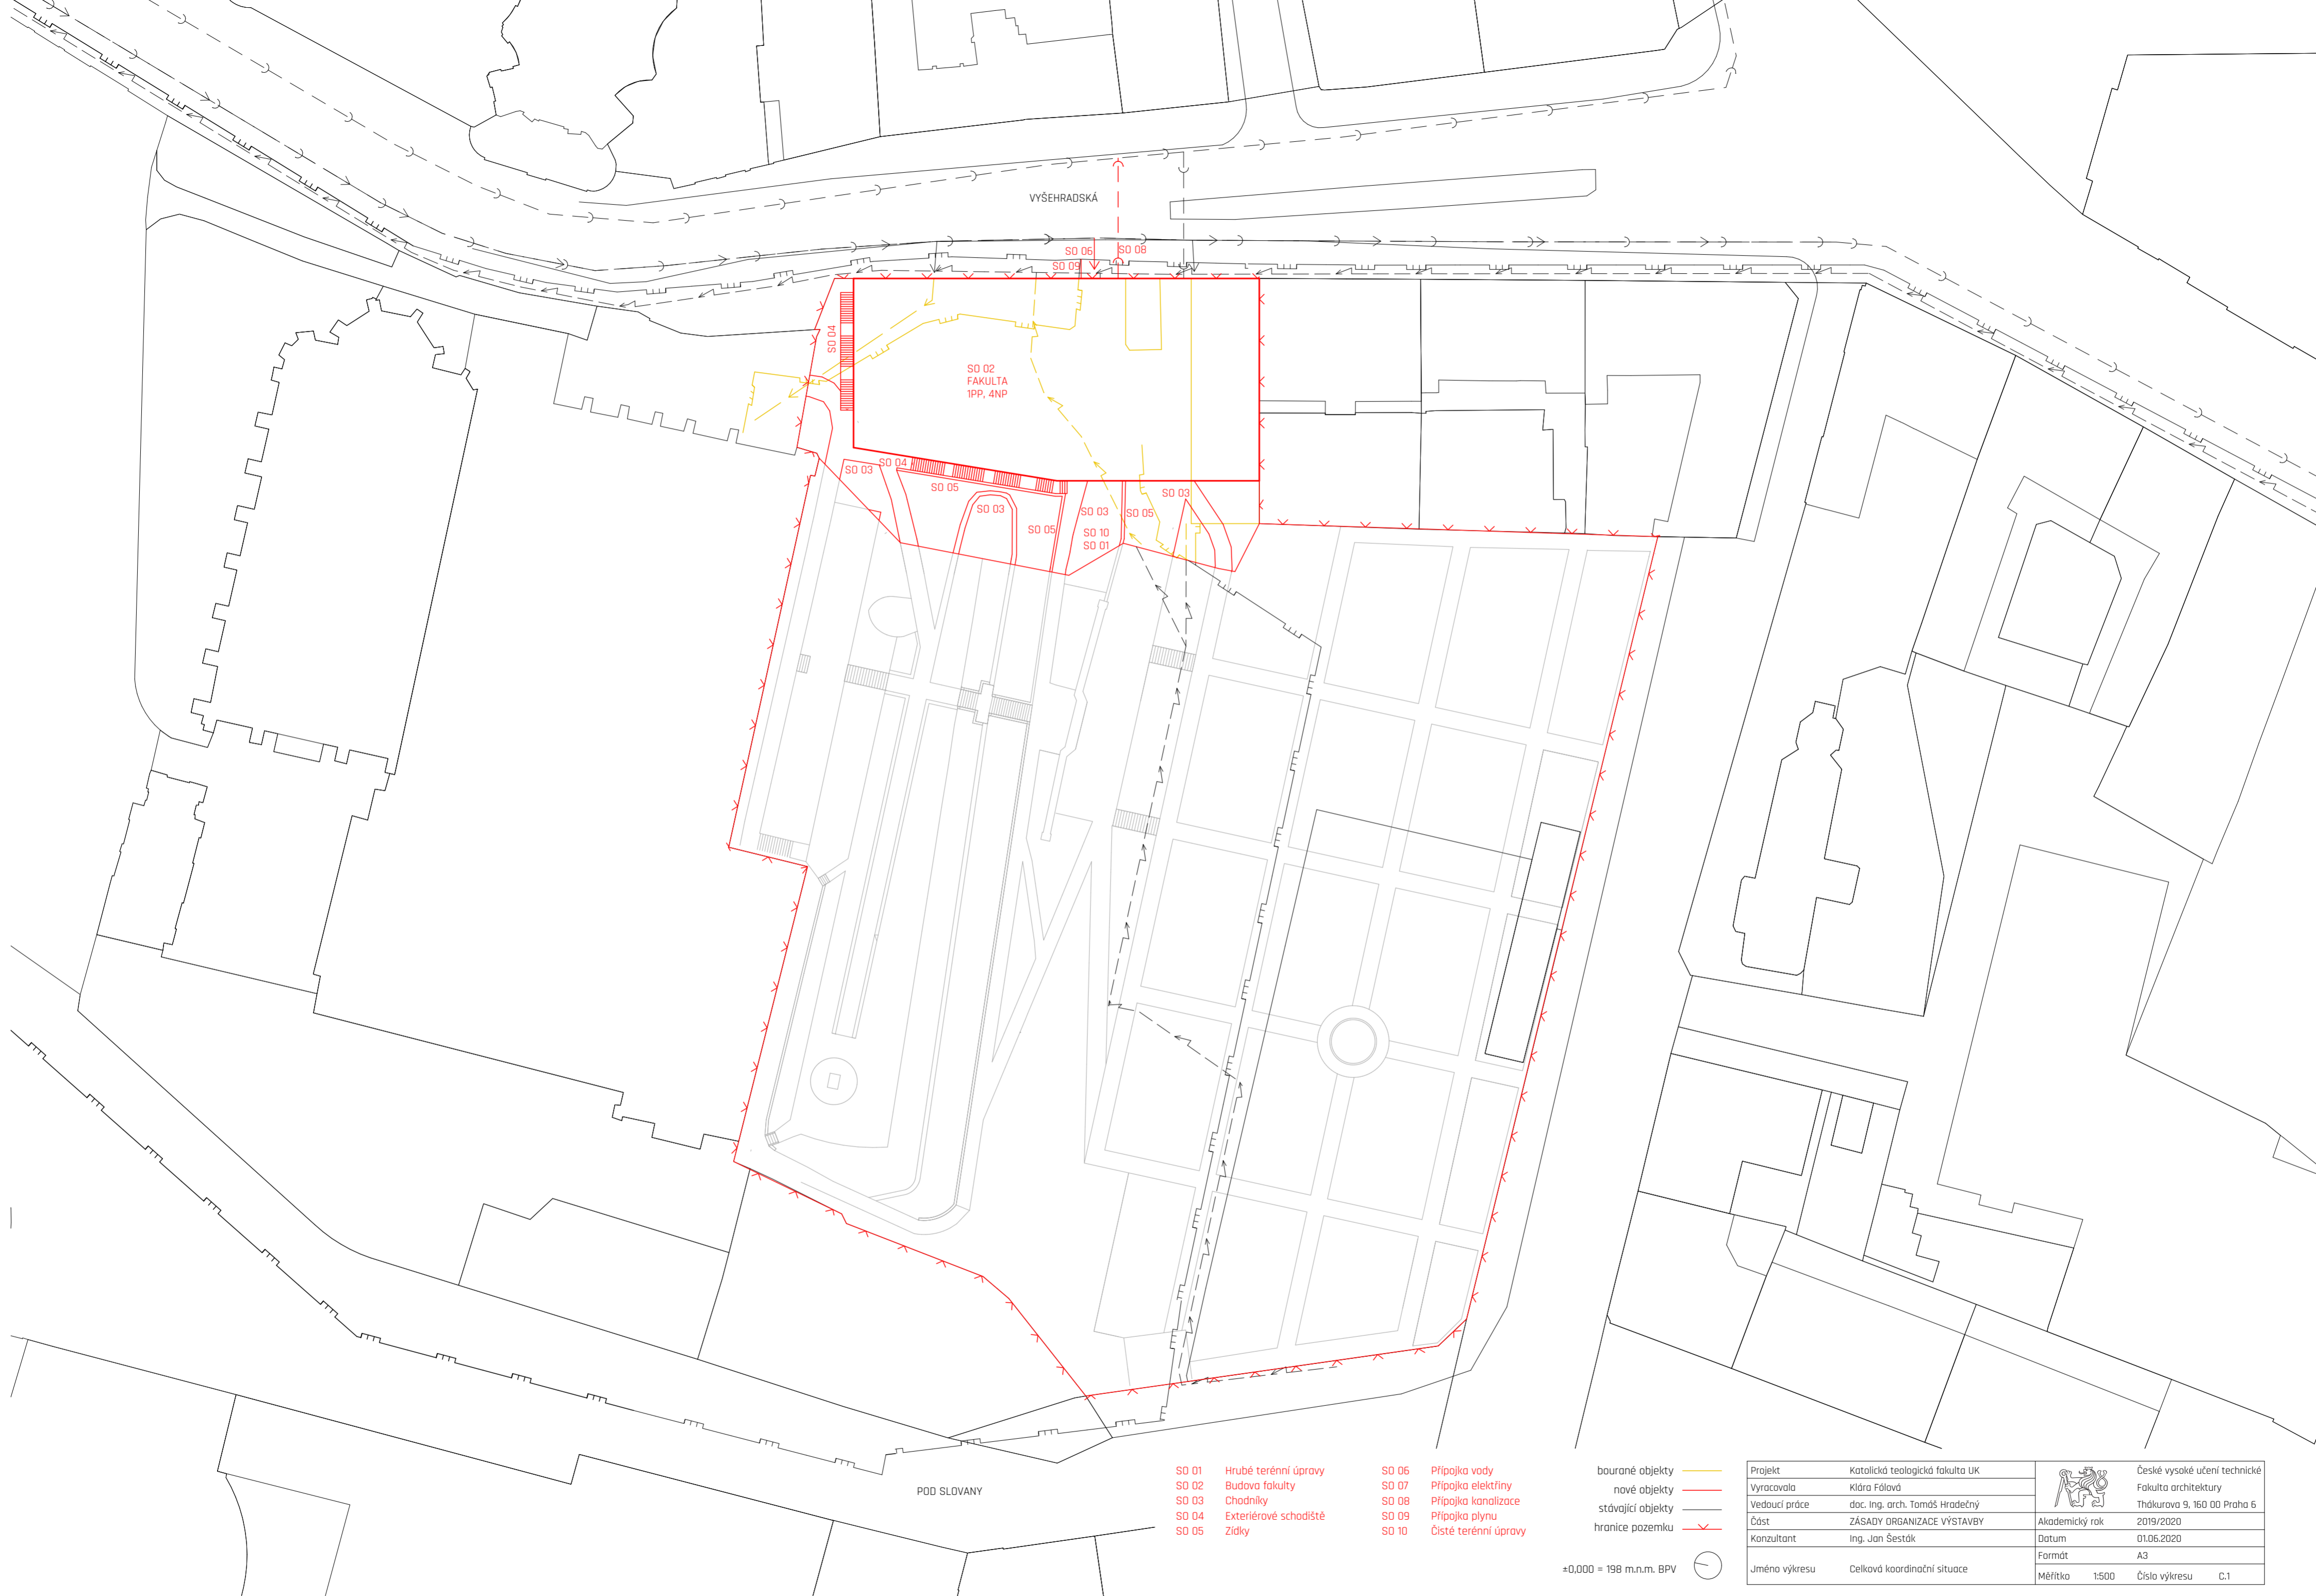 VYŠEHRADSKÁ
SO 06
SO 08
SO 09
SO 04
SO 02
FAKULTA
1PP, 4NP
SO 03
SO 04
SO 05
SO 03
SO 05
SO 03
SO 10
SO 01
SO 05
SO 03
POD SLOVANY
SO 01 Hrubé terénní úpravy
SO 02 Budova fakulty
SO 03 Chodníky
SO 04 Exteriérové schodiště
SO 05 Zídky
SO 06 Přípojka vody
SO 07 Přípojka elektřiny
SO 08 Přípojka kanalizace
SO 09 Přípojka plynu
SO 10 Čisté terénní úpravy
bourané objekty
nové objekty
stávající objekty
hranice pozemku
±0,000 = 198 m.n.m. BPV
Projekt Katolická teologická fakulta UK
Vyracovala Klára Fálová
Vedoucí práce doc. Ing. arch. Tomáš Hradečný
Část ZÁSADY ORGANIZACE VÝSTAVBY
Konzultant Ing. Jan Šesták
Jméno výkresu Celková koordinační situace
České vysoké učení technické
Fakulta architektury
Thákurova 9, 160 00 Praha 6
Akademický rok 2019/2020
Datum 01.06.2020
Formát A3
Měřítko 1:500 Číslo výkresu C.1